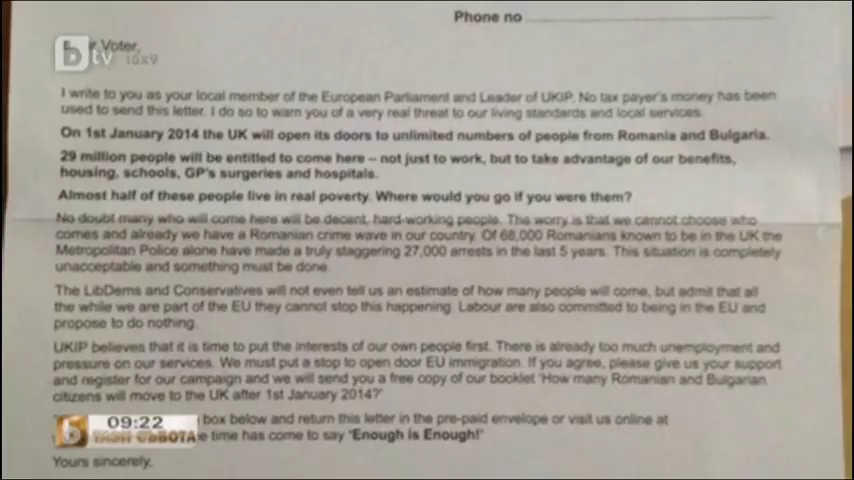 Phone no
Voter,
btv
16x9
I write to you as your local member of the European Parliament and Leader of UKIP. No tax payer's money has been
used to send this letter. I do so to warn you of a very real threat to our living standards and local services.
On 1st January 2014 the UK will open its doors to unlimited numbers of people from Romania and Bulgaria.
29 million people will be entitled to come here – not just to work, but to take advantage of our benefits,
housing, schools, GP's surgeries and hospitals.
Almost half of these people live in real poverty. Where would you go if you were them?
No doubt many who will come here will be decent, hard-working people. The worry is that we cannot choose who
comes and already we have a Romanian crime wave in our country. Of 68,000 Romanians known to be in the UK the
Metropolitan Police alone have made a truly staggering 27,000 arrests in the last 5 years. This situation is completely
unacceptable and something must be done.
The LibDems and Conservatives will not even tell us an estimate of how many people will come, but admit that all
the while we are part of the EU they cannot stop this happening. Labour are also committed to being in the EU and
propose to do nothing.
UKIP believes that it is time to put the interests of our own people first. There is already too much unemployment and
pressure on our services. We must put a stop to open door EU immigration. If you agree, please give us your support
and register for our campaign and we will send you a free copy of our booklet 'How many Romanian and Bulgarian
citizens will move to the UK after 1st January 2014?'
box below and return this letter in the pre-paid envelope or visit us online at
time has come to say 'Enough is Enough!'
09:22
СЪБОТА
Yours sincerely,